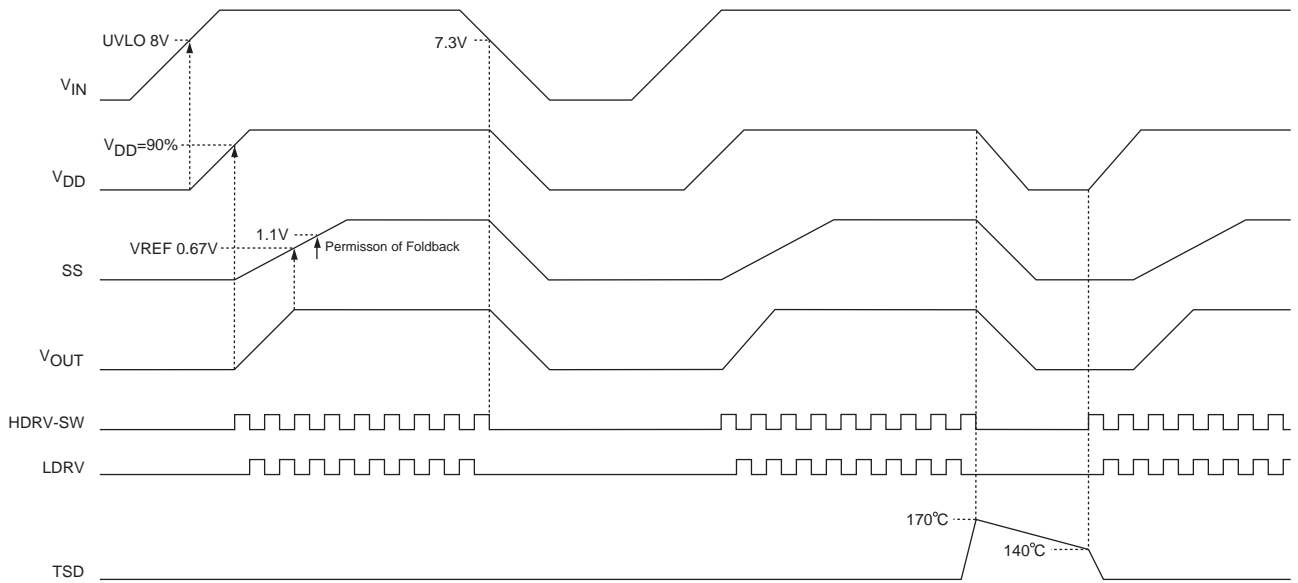 UVLO 8V
7.3V
VIN
VDD=90%
VDD
1.1V
VREF 0.67V
Permisson of Foldback
SS
VOUT
HDRV-SW
LDRV
170°C
140°C
TSD